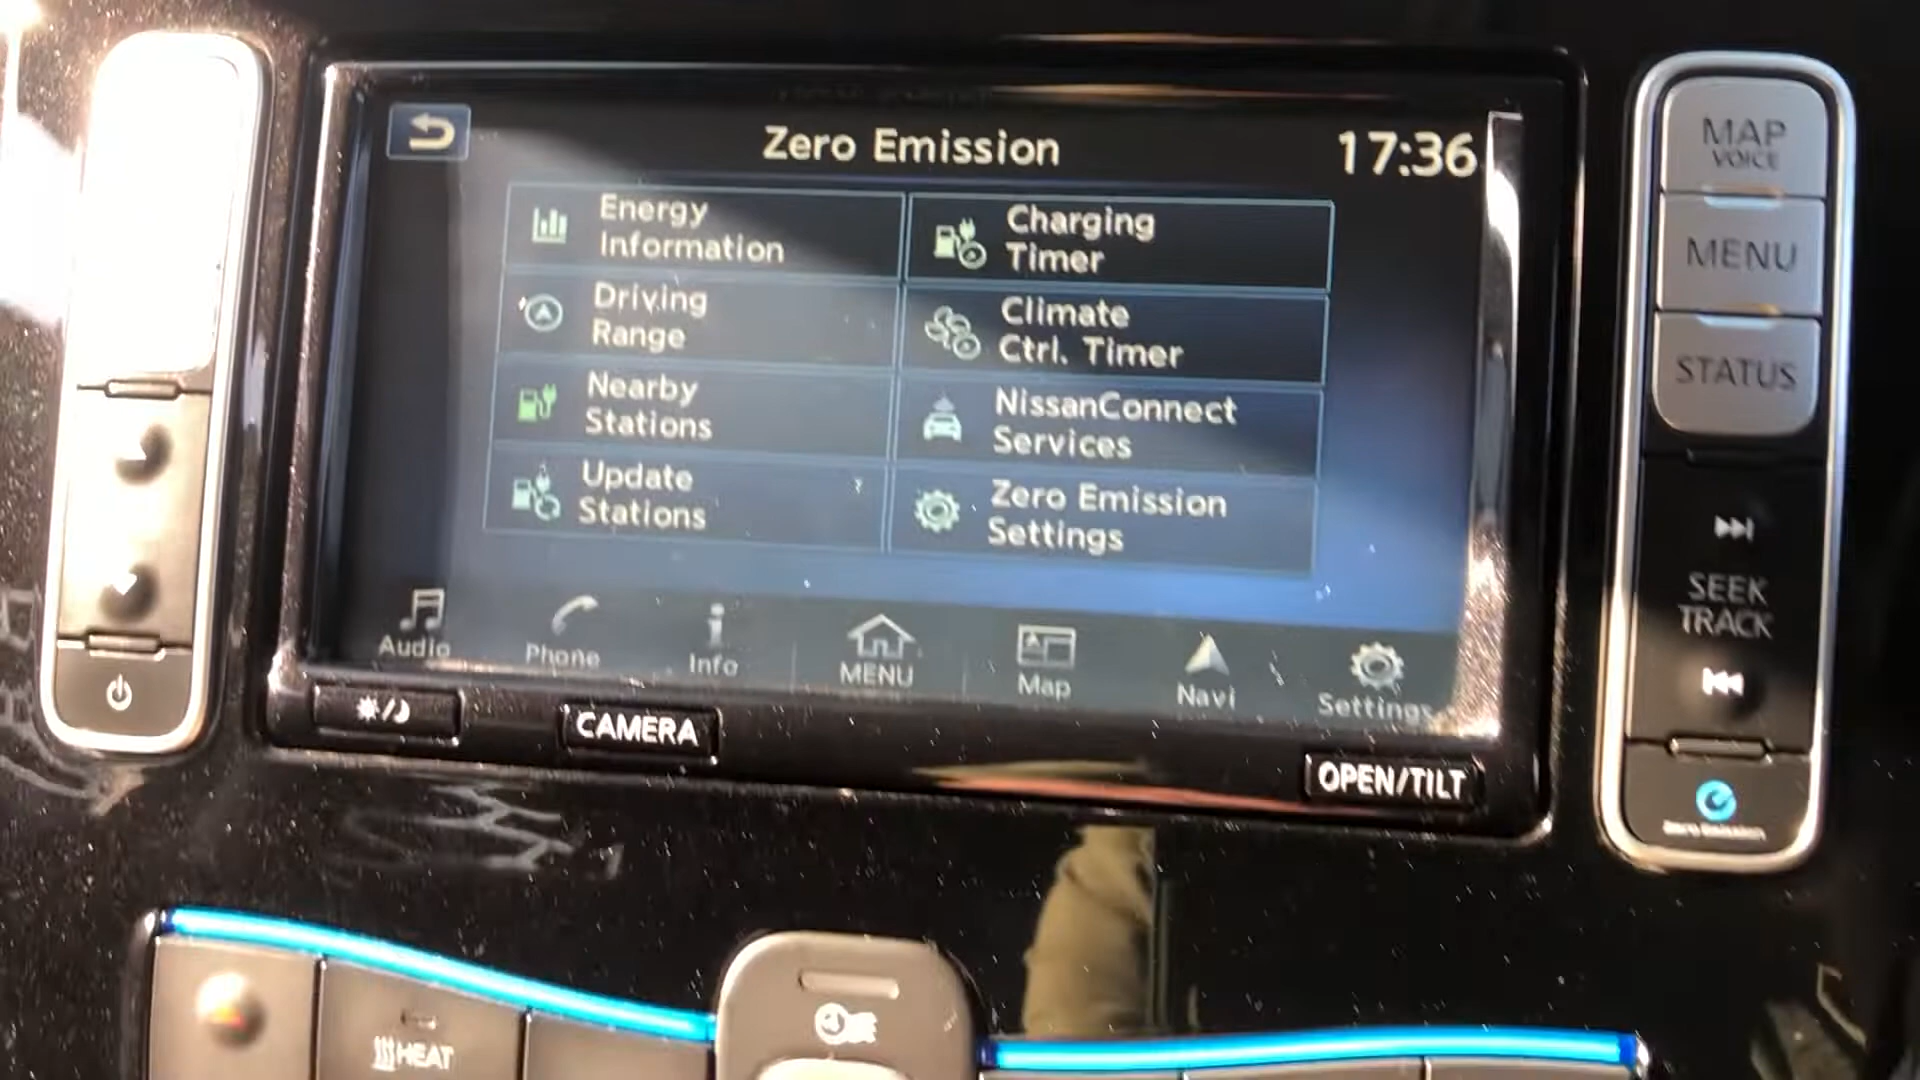 Zero Emission
17:36
Energy
Information
Charging
Timer
Driving
Range
Climate
Ctrl. Timer
Nearby
Stations
NissanConnect
Services
Update
Stations
Zero Emission
Settings
Audio
Phone
Info
MENU
Map
Navi
Settings
CAMERA
OPEN/TILT
MAP
VOICE
MENU
STATUS
SEEK
TRACK
Zero Emission
HEAT